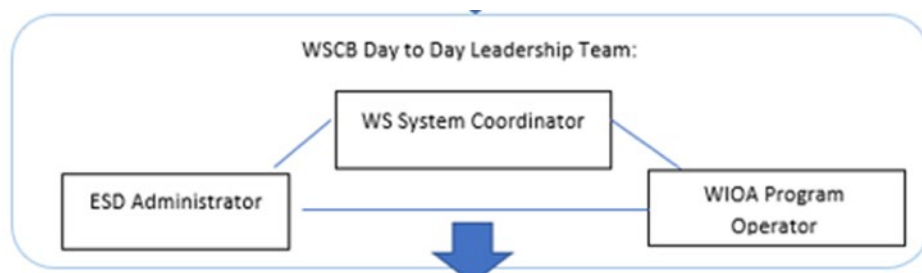 WSCB Day to Day Leadership Team:
WS System Coordinator
ESD Administrator
WIOA Program
Operator